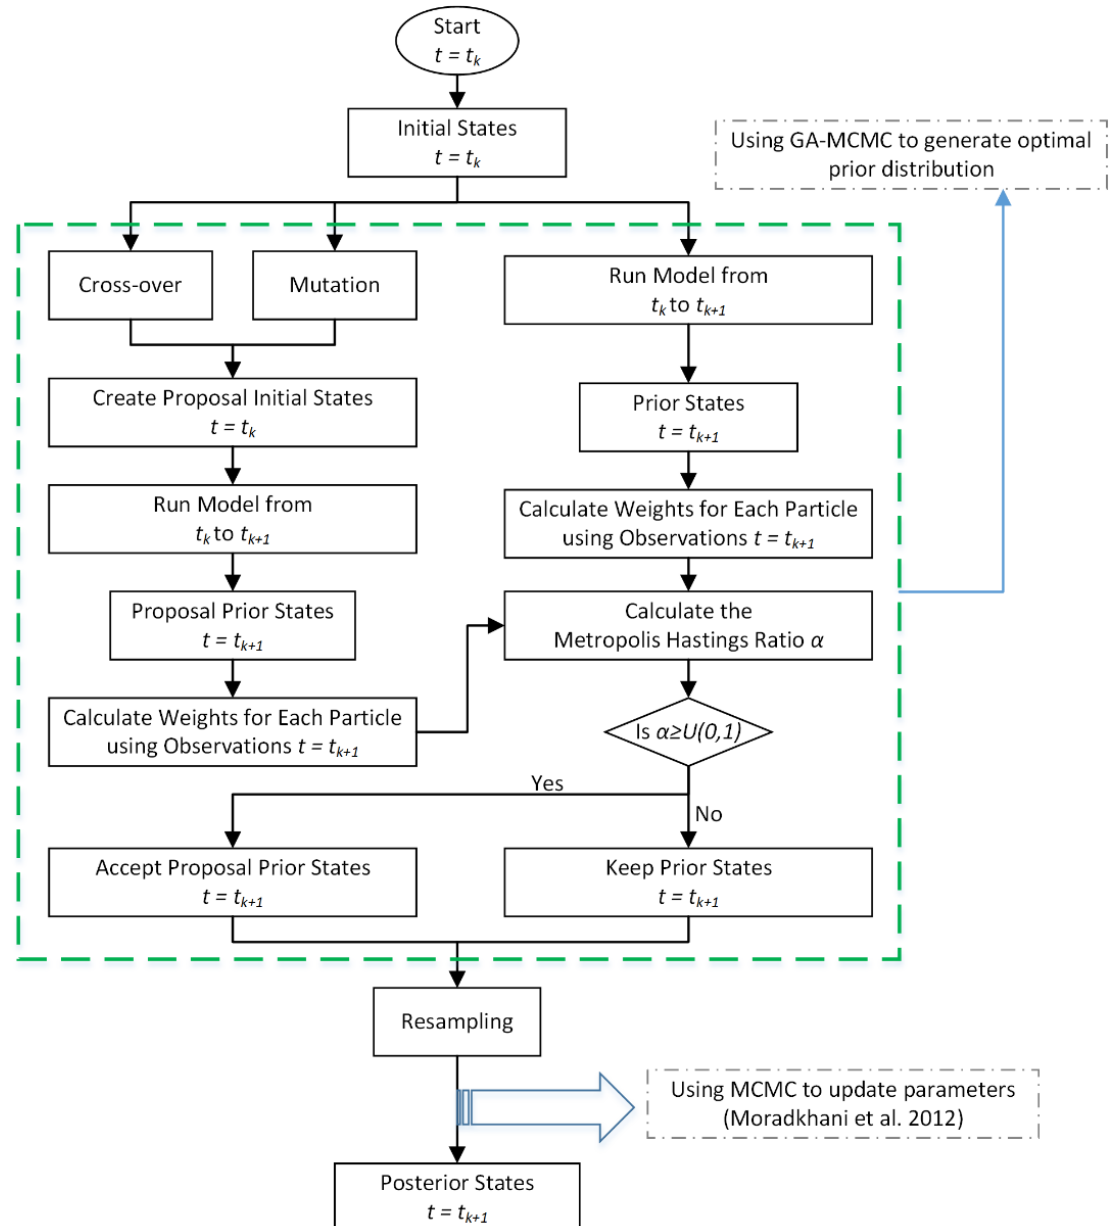 Start
t = tk
Initial States
t = tk
Using GA-MCMC to generate optimal
prior distribution
Cross-over
Mutation
Run Model from
tk to tk+1
Create Proposal Initial States
t = tk
Prior States
t = tk+1
Run Model from
tk to tk+1
Calculate Weights for Each Particle
using Observations t = tk+1
Proposal Prior States
t = tk+1
Calculate the
Metropolis Hastings Ratio α
Calculate Weights for Each Particle
using Observations t = tk+1
Is α≥U(0,1)
Yes
No
Accept Proposal Prior States
t = tk+1
Keep Prior States
t = tk+1
Resampling
Using MCMC to update parameters
(Moradkhani et al. 2012)
Posterior States
t = tk+1